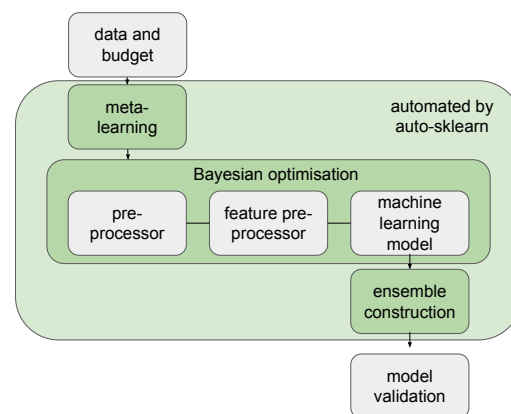 data and
budget
meta-
learning
automated by
auto-sklearn
Bayesian optimisation
pre-
processor
feature pre-
processor
machine
learning
model
ensemble
construction
model
validation